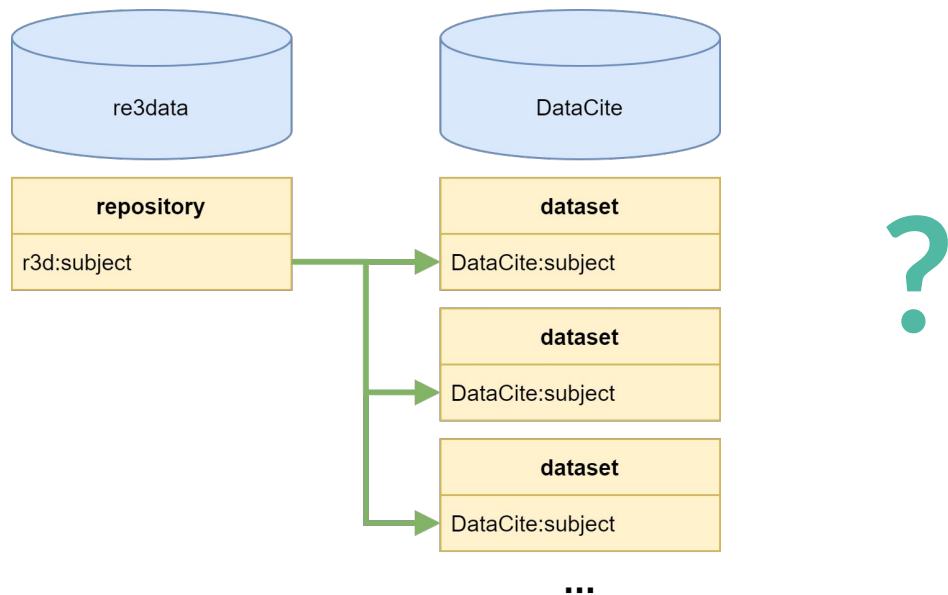 re3data
DataCite
repository
r3d:subject
dataset
DataCite:subject
dataset
DataCite:subject
dataset
DataCite:subject
...
?